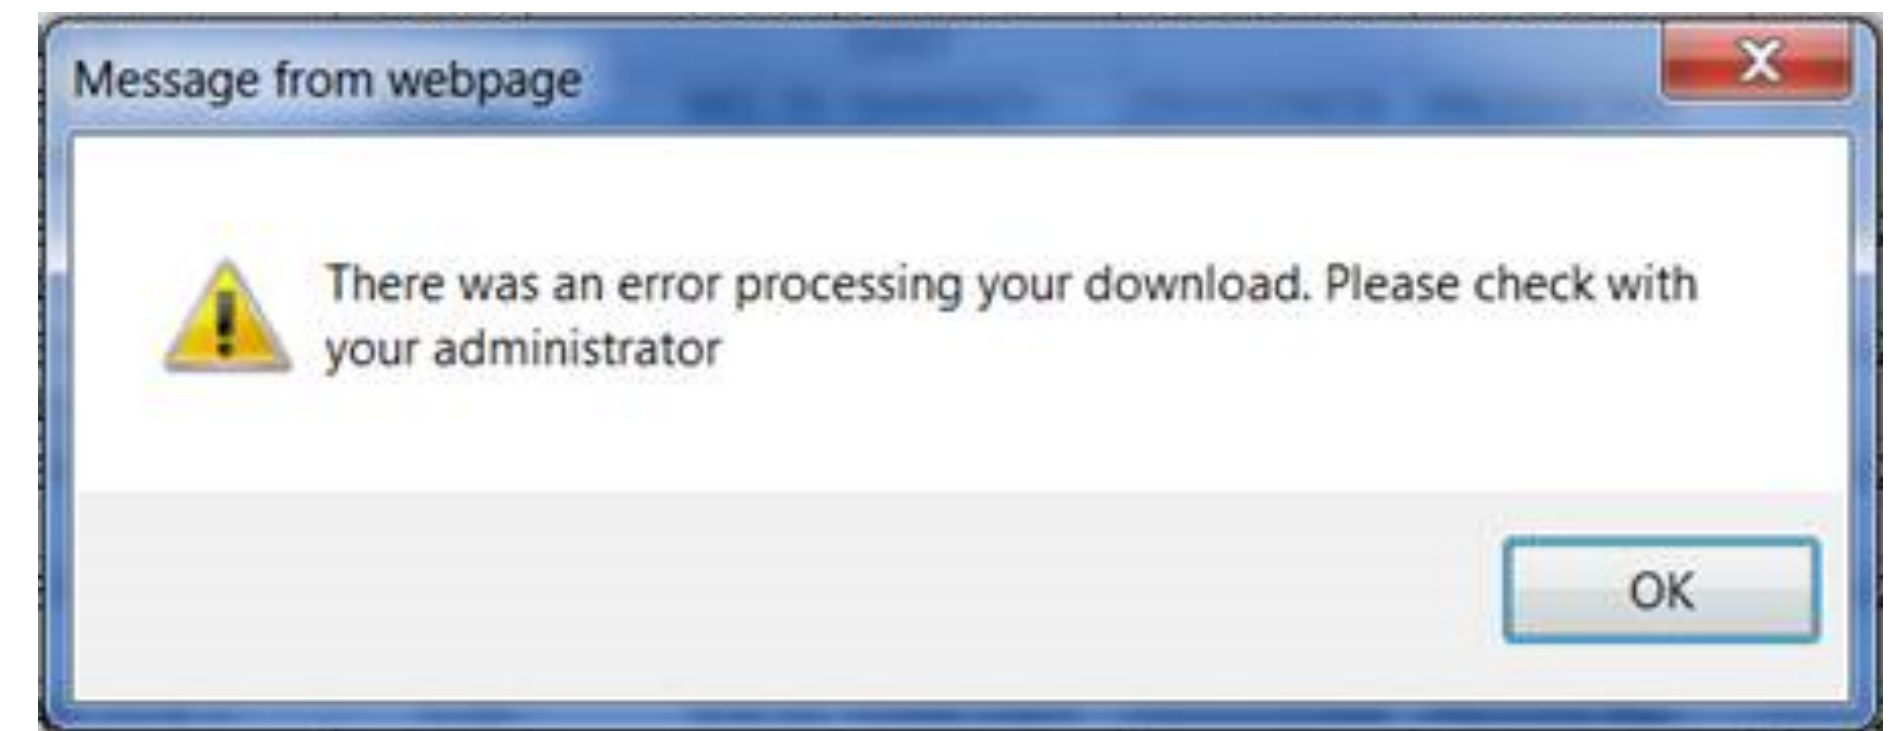 Message from webpage
There was an error processing your download. Please check with
your administrator
OK